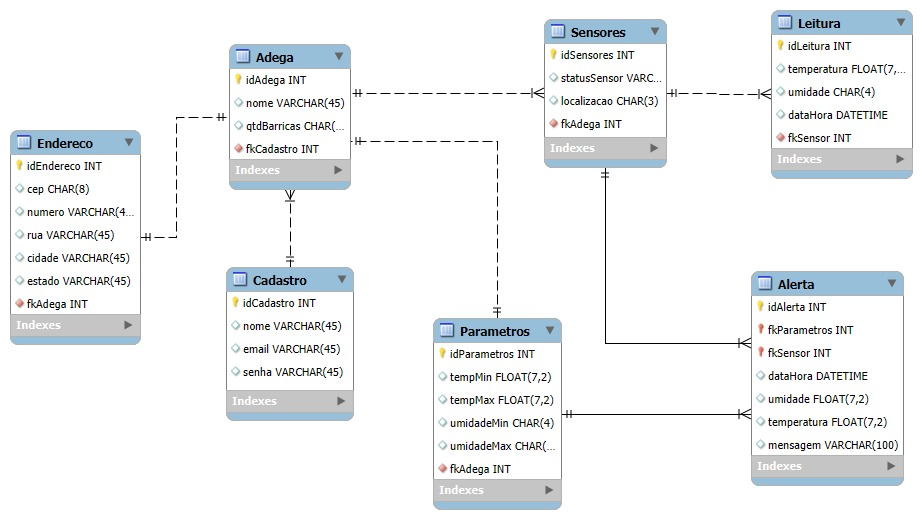 Endereco
idEndereco INT
cep CHAR(8)
numero VARCHAR(4...
rua VARCHAR(45)
cidade VARCHAR(45)
estado VARCHAR(45)
fkAdega INT
Indexes
Adega
idAdega INT
nome VARCHAR(45)
qtdBarricas CHAR(...
fkCadastro INT
Indexes
Cadastro
idCadastro INT
nome VARCHAR(45)
email VARCHAR(45)
senha VARCHAR(45)
Indexes
Parametros
idParametros INT
tempMin FLOAT(7,2)
tempMax FLOAT(7,2)
umidadeMin CHAR(4)
umidadeMax CHAR(...
fkAdega INT
Indexes
Sensores
idSensores INT
statusSensor VARC...
localizacao CHAR(3)
fkAdega INT
Indexes
Leitura
idLeitura INT
temperatura FLOAT(7,...
umidade CHAR(4)
dataHora DATETIME
fkSensor INT
Indexes
Alerta
idAlerta INT
fkParametros INT
fkSensor INT
dataHora DATETIME
umidade FLOAT(7,2)
temperatura FLOAT(7,2)
mensagem VARCHAR(100)
Indexes